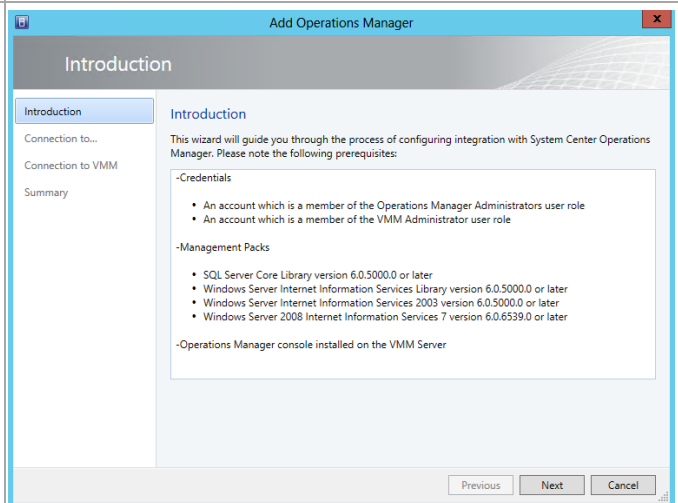 Add Operations Manager
x
Introduction
Introduction
Connection to...
Connection to VMM
Summary
Introduction
This wizard will guide you through the process of configuring integration with System Center Operations
Manager. Please note the following prerequisites:
-Credentials
• An account which is a member of the Operations Manager Administrators user role
• An account which is a member of the VMM Administrator user role
-Management Packs
• SQL Server Core Library version 6.0.5000.0 or later
• Windows Server Internet Information Services Library version 6.0.5000.0 or later
• Windows Server Internet Information Services 2003 version 6.0.5000.0 or later
• Windows Server 2008 Internet Information Services 7 version 6.0.6539.0 or later
-Operations Manager console installed on the VMM Server
Previous
Next
Cancel